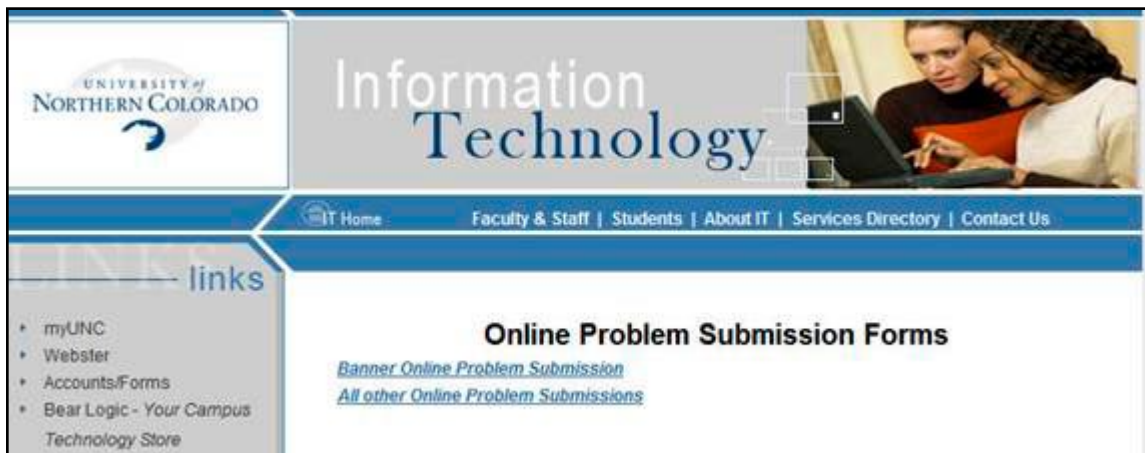 UNIVERSITY of
NORTHERN COLORADO
Information
Technology
IT Home
Faculty & Staff | Students | About IT | Services Directory | Contact Us
LINKS
links
myUNC
Webster
Accounts/Forms
Bear Logic - Your Campus
Technology Store
Online Problem Submission Forms
Banner Online Problem Submission
All other Online Problem Submissions